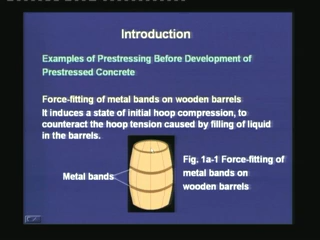 Introduction
Examples of Prestressing Before Development of
Prestressed Concrete
Force-fitting of metal bands on wooden barrels
It induces a state of initial hoop compression, to
counteract the hoop tension caused by filling of liquid
in the barrels.
Fig. 1a-1 Force-fitting of
metal bands on
wooden barrels
Metal bands